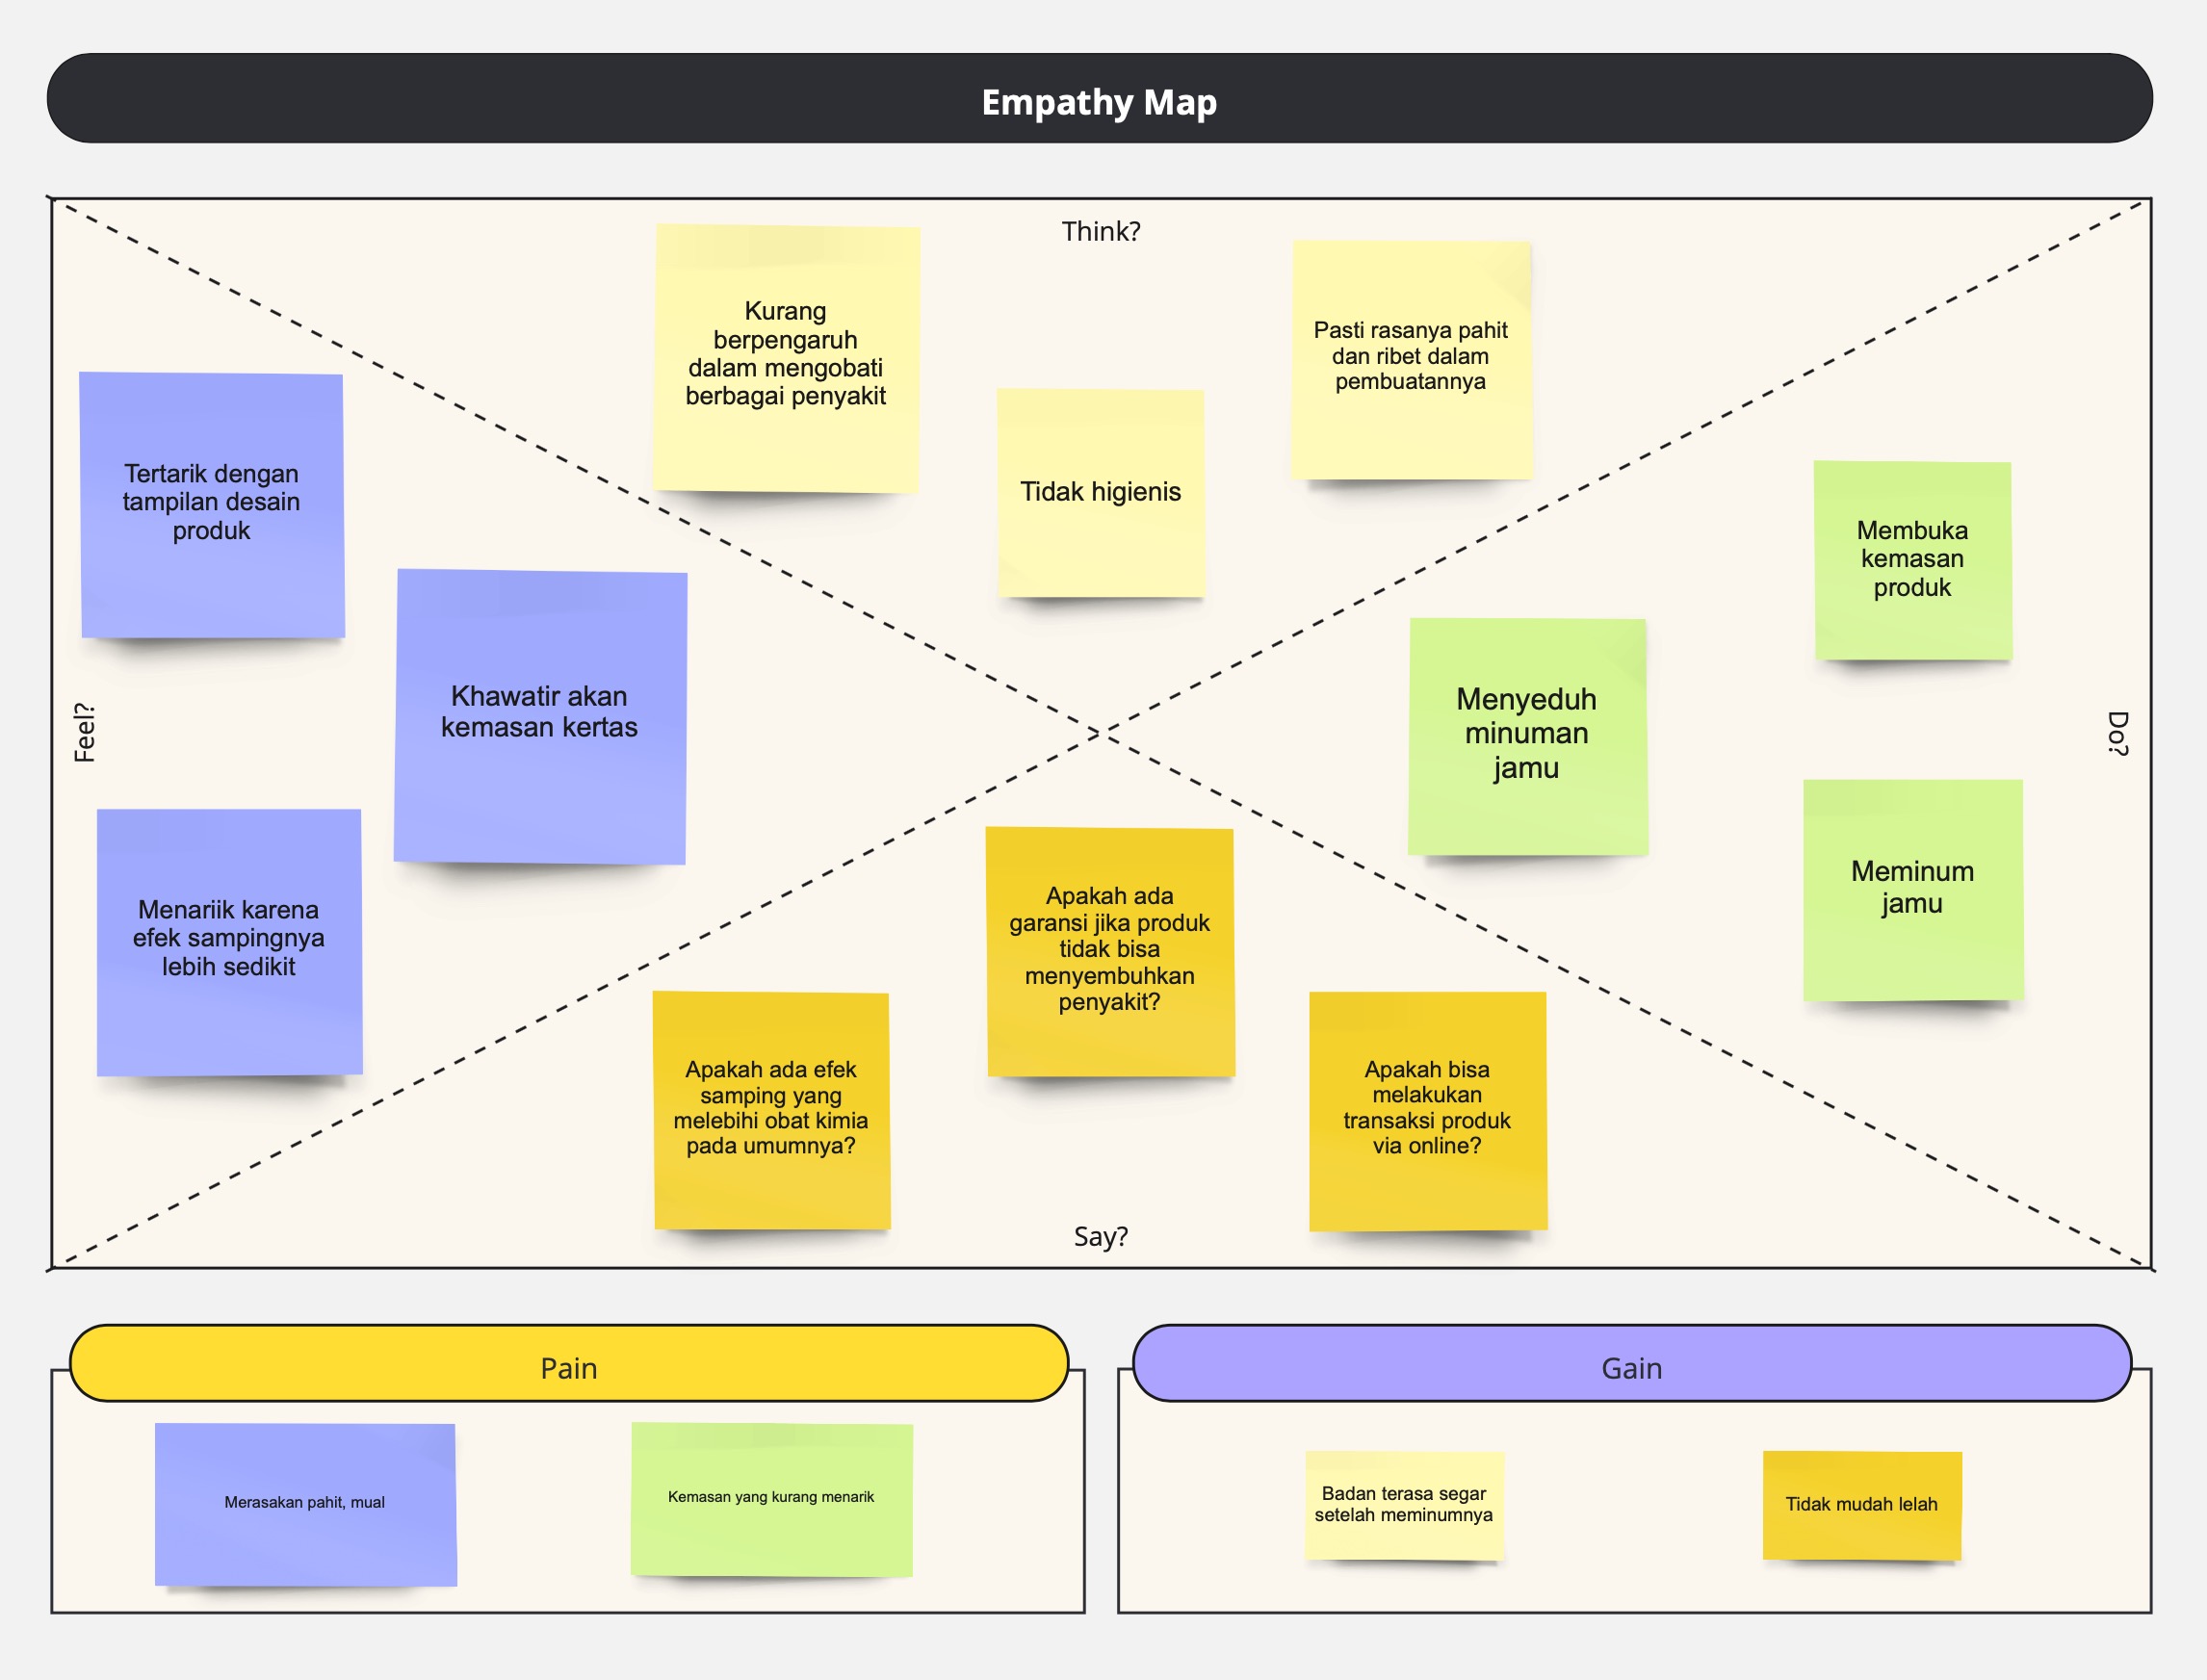 Empathy Map
Think?
Kurang
berpengaruh
dalam mengobati
berbagai penyakit
Tidak higienis
Pasti rasanya pahit
dan ribet dalam
pembuatannya
Feel?
Tertarik dengan
tampilan desain
produk
Khawatir akan
kemasan kertas
Menariik karena
efek sampingnya
lebih sedikit
Do?
Membuka
kemasan
produk
Menyeduh
minuman
jamu
Meminum
jamu
Apakah ada efek
samping yang
melebihi obat kimia
pada umumnya?
Apakah ada
garansi jika produk
tidak bisa
menyembuhkan
penyakit?
Apakah bisa
melakukan
transaksi produk
via online?
Say?
Pain
Merasakan pahit, mual
Kemasan yang kurang menarik
Gain
Badan terasa segar
setelah meminumnya
Tidak mudah lelah